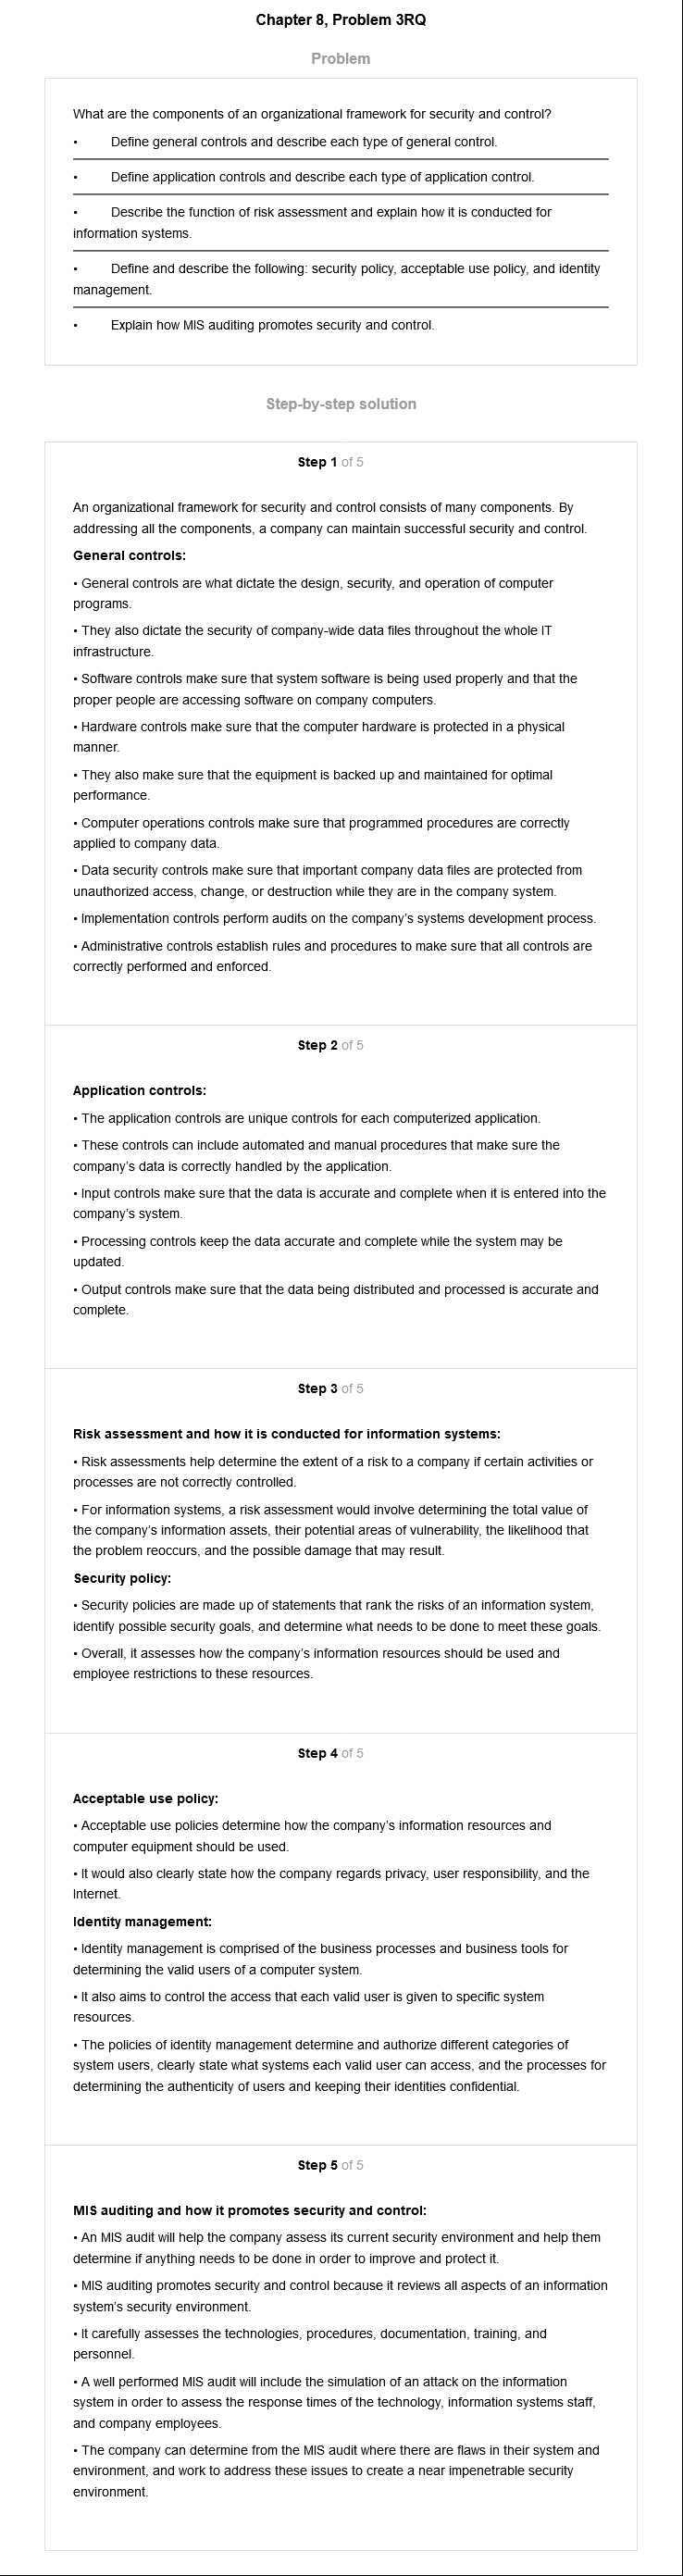 Chapter 8, Problem 3RQ
Problem
What are the components of an organizational framework for security and control?
• Define general controls and describe each type of general control.
• Define application controls and describe each type of application control.
• Describe the function of risk assessment and explain how it is conducted for
information systems.
• Define and describe the following: security policy, acceptable use policy, and identity
management.
• Explain how MIS auditing promotes security and control.
Step-by-step solution
Step 1 of 5
An organizational framework for security and control consists of many components. By
addressing all the components, a company can maintain successful security and control.
General controls:
• General controls are what dictate the design, security, and operation of computer
programs.
• They also dictate the security of company-wide data files throughout the whole IT
infrastructure.
• Software controls make sure that system software is being used properly and that the
proper people are accessing software on company computers.
• Hardware controls make sure that the computer hardware is protected in a physical
manner.
• They also make sure that the equipment is backed up and maintained for optimal
performance.
• Computer operations controls make sure that programmed procedures are correctly
applied to company data.
• Data security controls make sure that important company data files are protected from
unauthorized access, change, or destruction while they are in the company system.
• Implementation controls perform audits on the company's systems development process.
• Administrative controls establish rules and procedures to make sure that all controls are
correctly performed and enforced.
Step 2 of 5
Application controls:
• The application controls are unique controls for each computerized application.
• These controls can include automated and manual procedures that make sure the
company's data is correctly handled by the application.
• Input controls make sure that the data is accurate and complete when it is entered into the
company's system.
• Processing controls keep the data accurate and complete while the system may be
updated.
• Output controls make sure that the data being distributed and processed is accurate and
complete.
Step 3 of 5
Risk assessment and how it is conducted for information systems:
• Risk assessments help determine the extent of a risk to a company if certain activities or
processes are not correctly controlled.
• For information systems, a risk assessment would involve determining the total value of
the company's information assets, their potential areas of vulnerability, the likelihood that
the problem reoccurs, and the possible damage that may result.
Security policy:
• Security policies are made up of statements that rank the risks of an information system,
identify possible security goals, and determine what needs to be done to meet these goals.
• Overall, it assesses how the company's information resources should be used and
employee restrictions to these resources.
Step 4 of 5
Acceptable use policy:
• Acceptable use policies determine how the company's information resources and
computer equipment should be used.
• It would also clearly state how the company regards privacy, user responsibility, and the
Internet.
Identity management:
• Identity management is comprised of the business processes and business tools for
determining the valid users of a computer system.
• It also aims to control the access that each valid user is given to specific system
resources.
• The policies of identity management determine and authorize different categories of
system users, clearly state what systems each valid user can access, and the processes for
determining the authenticity of users and keeping their identities confidential.
Step 5 of 5
MIS auditing and how it promotes security and control:
• An MIS audit will help the company assess its current security environment and help them
determine if anything needs to be done in order to improve and protect it.
• MIS auditing promotes security and control because it reviews all aspects of an information
system's security environment.
• It carefully assesses the technologies, procedures, documentation, training, and
personnel.
• A well performed MIS audit will include the simulation of an attack on the information
system in order to assess the response times of the technology, information systems staff,
and company employees.
• The company can determine from the MIS audit where there are flaws in their system and
environment, and work to address these issues to create a near impenetrable security
environment.